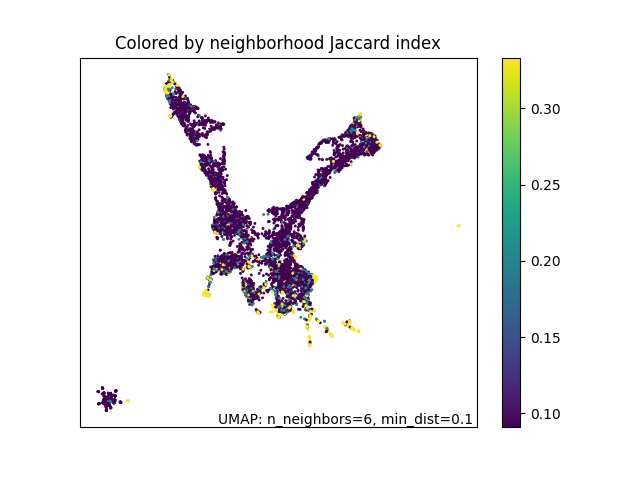 Colored by neighborhood Jaccard index
0.30
0.25
0.20
0.15
0.10
UMAP: n_neighbors=6, min_dist=0.1